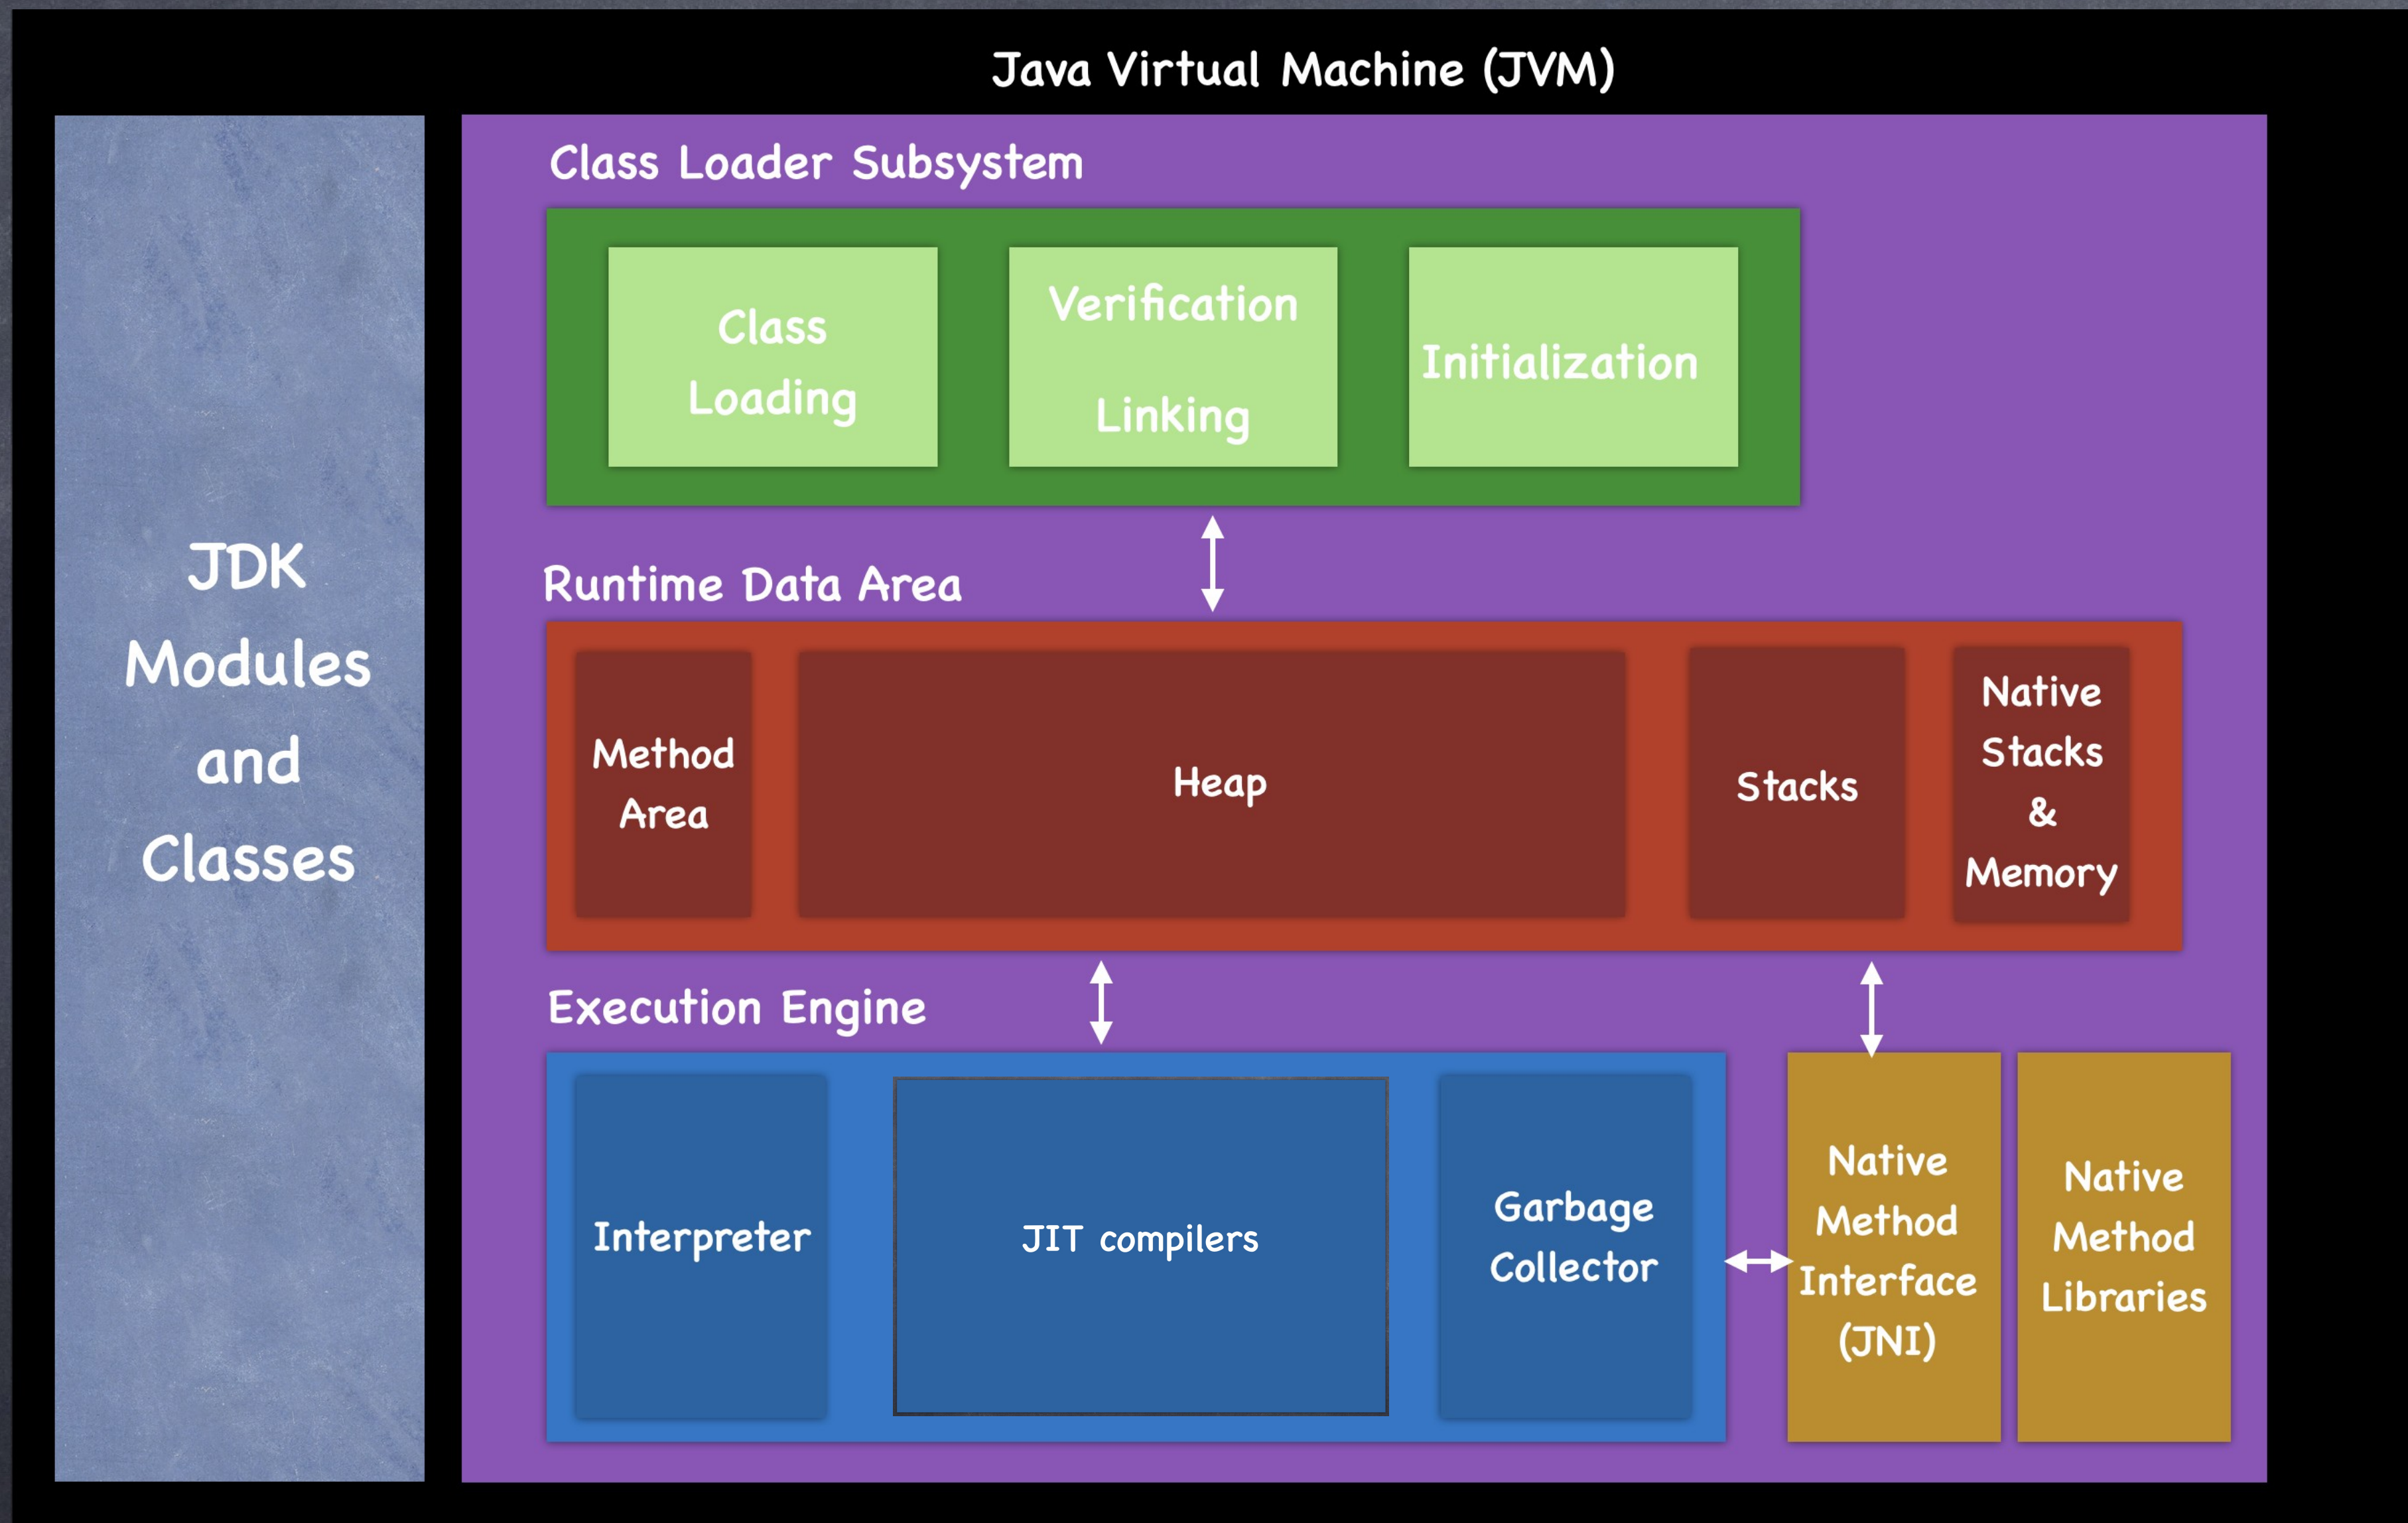 Java Virtual Machine (JVM)
JDK
Modules
and
Classes
Class Loader Subsystem
Class
Loading
Verification
Linking
Initialization
Runtime Data Area
Method
Area
Heap
Stacks
Native
Stacks
&
Memory
Execution Engine
Interpreter
JIT compilers
Garbage
Collector
Native
Method
Interface
(JNI)
Native
Method
Libraries